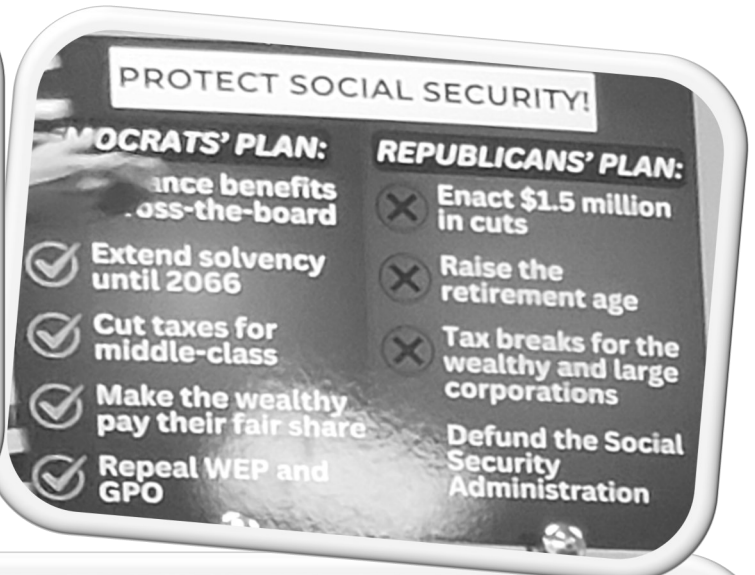 PROTECT SOCIAL SECURITY!
MOCRATS' PLAN:
ance benefits
oss-the-board
Extend solvency
until 2066
Cut taxes for
middle-class
Make the wealthy
pay their fair share
Repeal WEP and
GPO
REPUBLICANS' PLAN:
Enact $1.5 million
in cuts
Raise the
retirement age
Tax breaks for the
wealthy and large
corporations
Defund the Social
Security
Administration